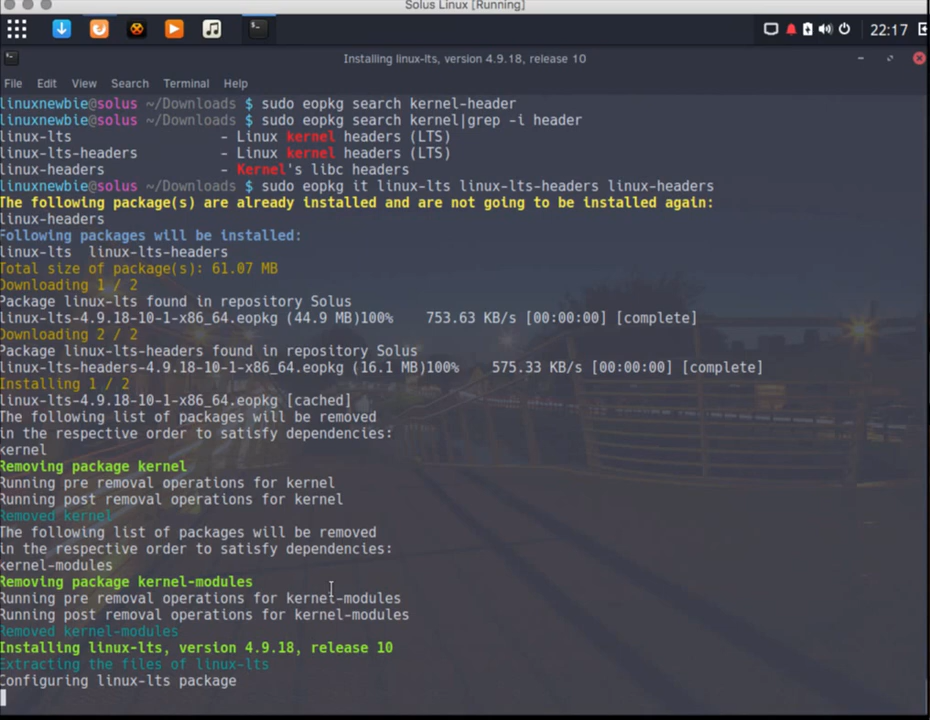 Solus Linux [Running]
22:17
Installing linux-lts, version 4.9.18, release 10
File Edit View Search Terminal Help
linuxnewbie@solus ~/Downloads $ sudo eopkg search kernel-header
linuxnewbie@solus ~/Downloads $ sudo eopkg search kernel|grep -i header
linux-lts - Linux kernel headers (LTS)
linux-lts-headers - Linux kernel headers (LTS)
linux-headers - Kernel's libc headers
linuxnewbie@solus ~/Downloads $ sudo eopkg it linux-lts linux-lts-headers linux-headers
The following package(s) are already installed and are not going to be installed again:
linux-headers
Following packages will be installed:
linux-lts linux-lts-headers
Total size of package(s): 61.07 MB
Downloading 1 / 2
Package linux-lts found in repository Solus
linux-lts-4.9.18-10-1-x86_64.eopkg (44.9 MB)100% 753.63 KB/s [00:00:00] [complete]
Downloading 2 / 2
Package linux-lts-headers found in repository Solus
linux-lts-headers-4.9.18-10-1-x86_64.eopkg (16.1 MB)100% 575.33 KB/s [00:00:00] [complete]
Installing 1 / 2
linux-lts-4.9.18-10-1-x86_64.eopkg [cached]
The following list of packages will be removed
in the respective order to satisfy dependencies:
kernel
Removing package kernel
Running pre removal operations for kernel
Running post removal operations for kernel
Removed kernel
The following list of packages will be removed
in the respective order to satisfy dependencies:
kernel-modules
Removing package kernel-modules
Running pre removal operations for kernel-modules
Running post removal operations for kernel-modules
Removed kernel-modules
Installing linux-lts, version 4.9.18, release 10
Extracting the files of linux-lts
Configuring linux-lts package